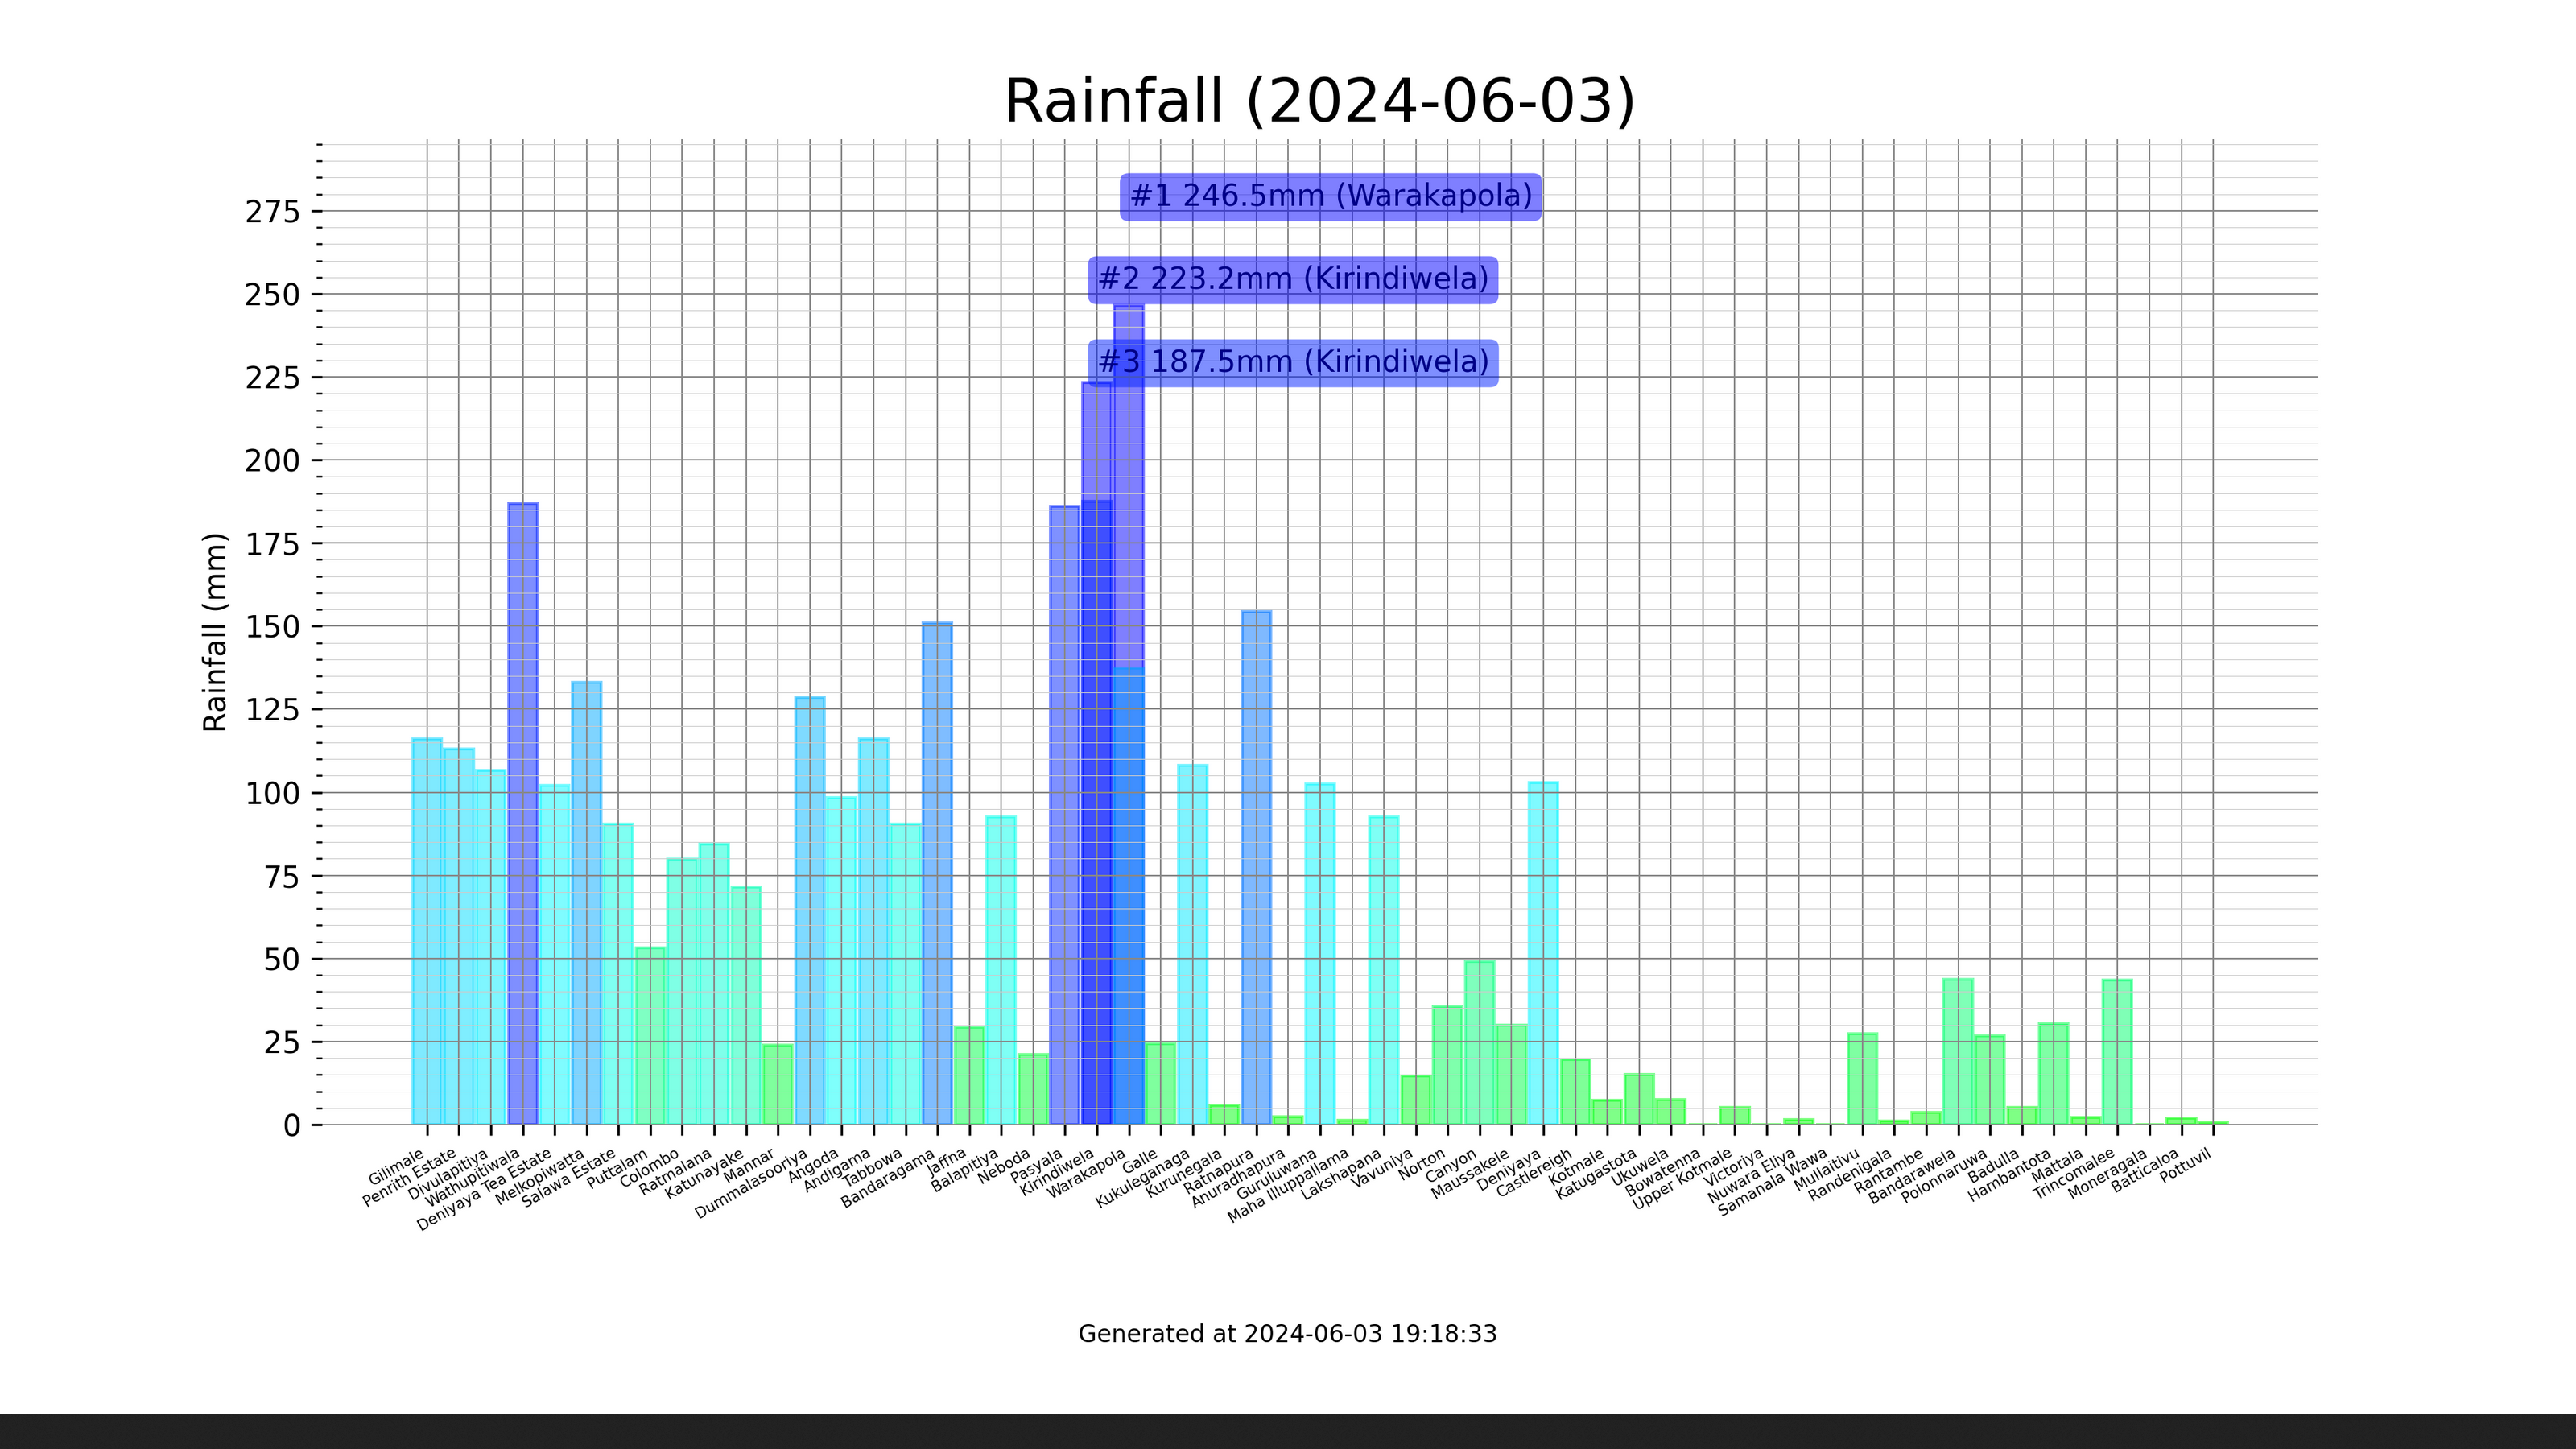 Rainfall (2024-06-03)
#1 246.5mm (Warakapola)
#2 223.2mm (Kirindiwela)
#3 187.5mm (Kirindiwela)
Rainfall (mm)
275
250
225
200
175
150
125
100
75
50
25
0
Gilimale
Penrith Estate
Divulapitiya
Wathupitiwala
Deniyaya Tea Estate
Melkopiwatta
Salawa Estate
Puttalam
Colombo
Ratmalana
Katunayake
Mannar
Dummalasooriya
Angoda
Andigama
Tabbowa
Bandaragama
Jaffna
Balapitiya
Neboda
Pasyala
Kirindiwela
Warakapola
Galle
Kukuleganaga
Kurunegala
Ratnapura
Anuradhapura
Guruluwana
Maha Illuppallama
Lakshapana
Vavuniya
Norton
Canyon
Maussakele
Deniyaya
Castlereigh
Kotmale
Katugastota
Ukuwela
Bowatenna
Upper Kotmale
Victoriya
Nuwara Eliya
Samanala Wawa
Mullaitivu
Randenigala
Rantambe
Bandarawela
Polonnaruwa
Badulla
Hambantota
Mattala
Trincomalee
Moneragala
Batticaloa
Pottuvil
Generated at 2024-06-03 19:18:33